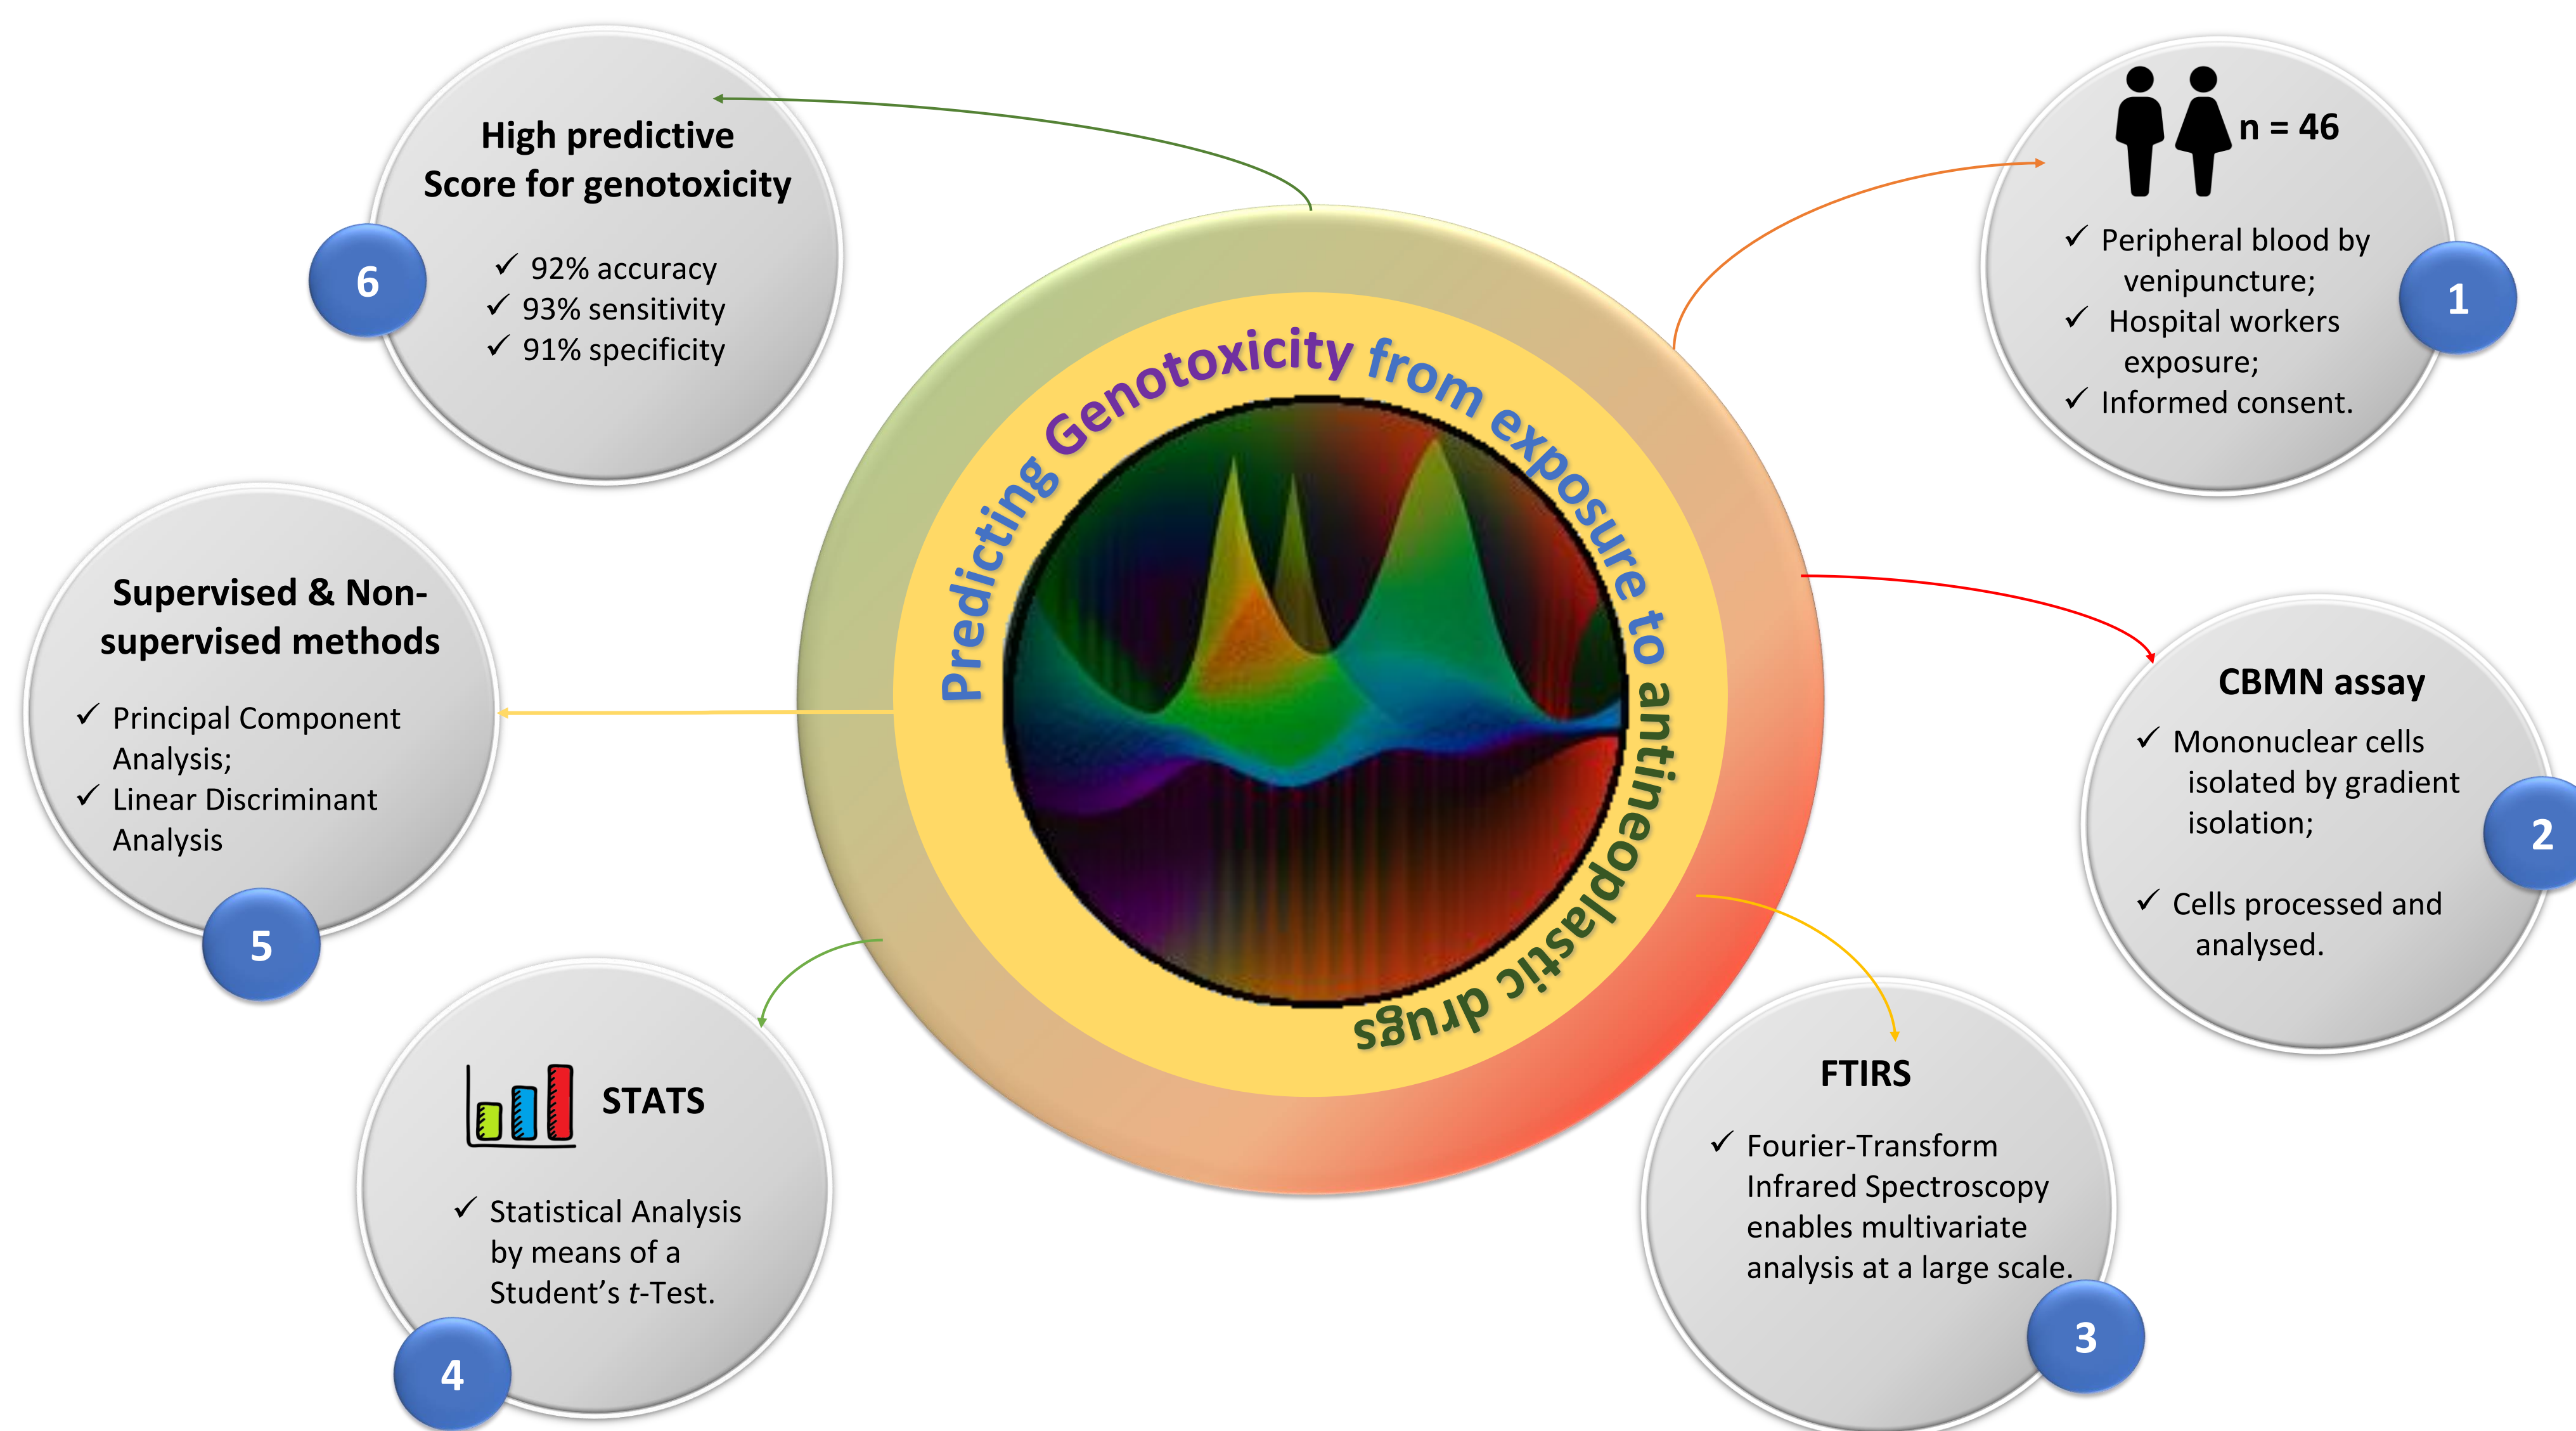 Predicting Genotoxicity from exposure to antineoplastic drugs
n = 46
✓ Peripheral blood by
venipuncture;
✓ Hospital workers
exposure;
✓ Informed consent.
1
CBMN assay
✓ Mononuclear cells
isolated by gradient
isolation;
✓ Cells processed and
analysed.
2
FTIRS
✓ Fourier-Transform
Infrared Spectroscopy
enables multivariate
analysis at a large scale.
3
STATS
✓ Statistical Analysis
by means of a
Student’s t-Test.
4
Supervised & Non-
supervised methods
✓ Principal Component
Analysis;
✓ Linear Discriminant
Analysis
5
High predictive
Score for genotoxicity
✓ 92% accuracy
✓ 93% sensitivity
✓ 91% specificity
6